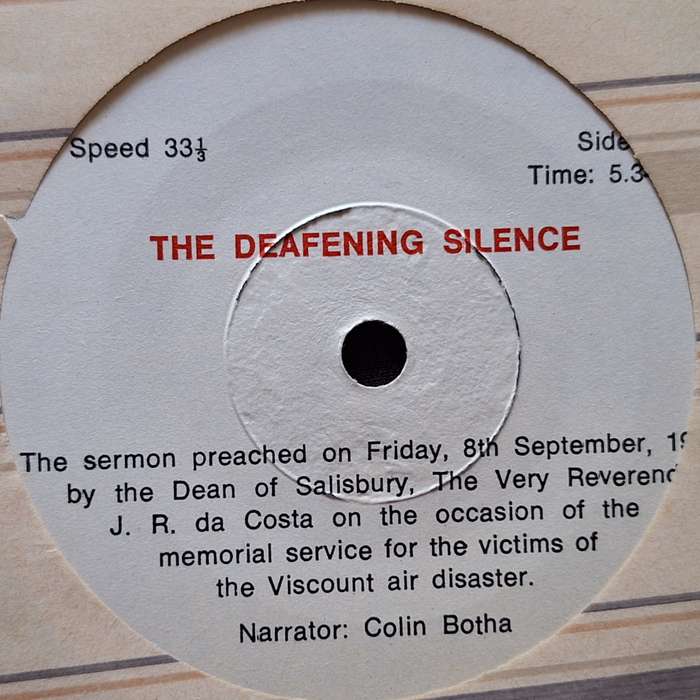 Speed 33⅓
Side
Time: 5.3
THE DEAFENING SILENCE
The sermon preached on Friday, 8th September, 19
by the Dean of Salisbury, The Very Reverend
J. R. da Costa on the occasion of the
memorial service for the victims of
the Viscount air disaster.
Narrator: Colin Botha